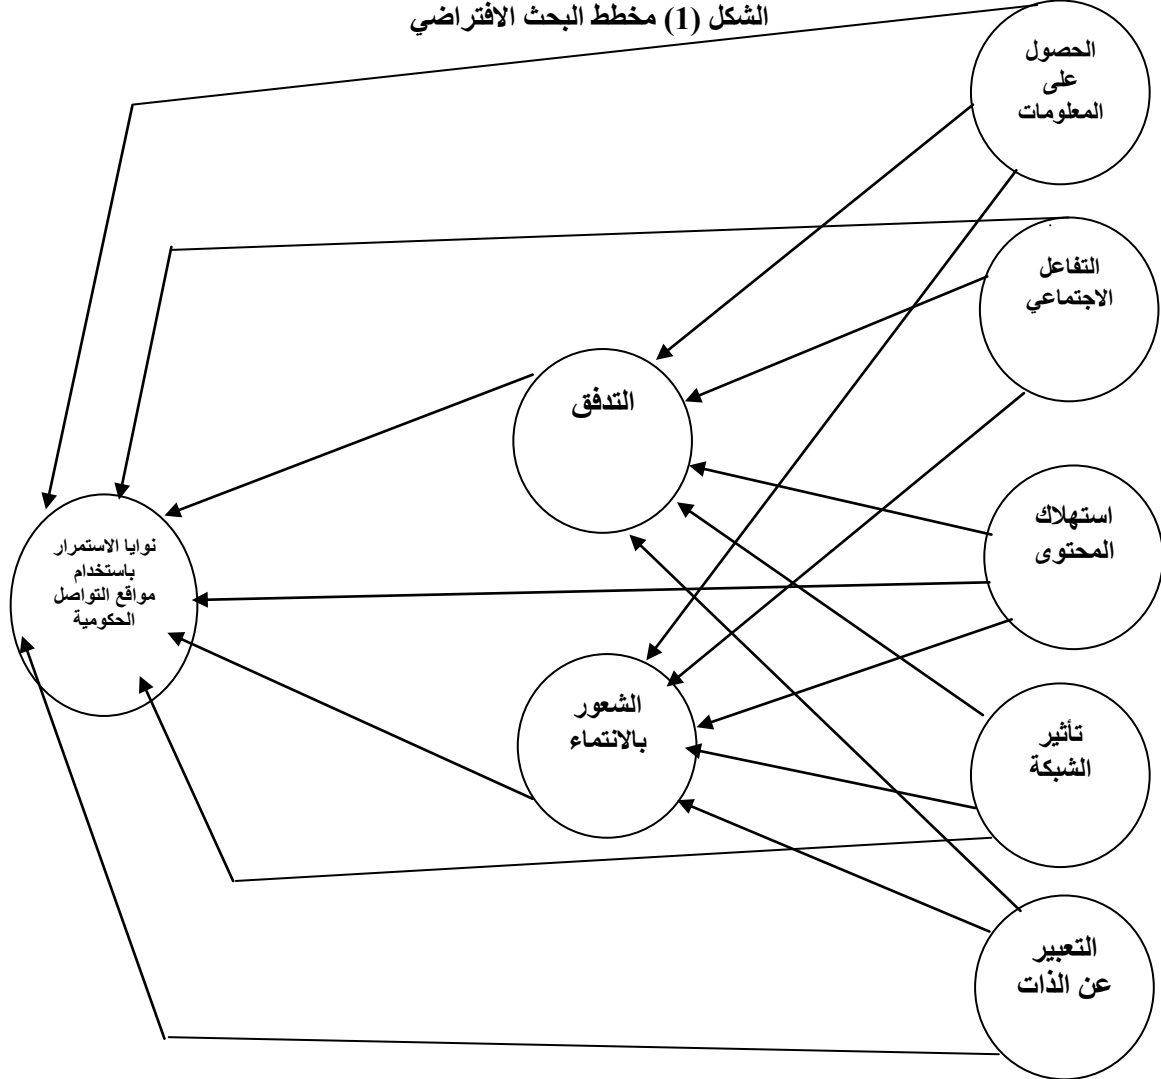 الشكل (1) مخطط البحث الافتراضي
الحصول
على
المعلومات
التفاعل
الاجتماعي
التدفق
استهلاك
المحتوى
نوايا الاستمرار
باستخدام
مواقع التواصل
الحكومية
الشعور
بالانتماء
تأثير
الشبكة
التعبير
عن الذات